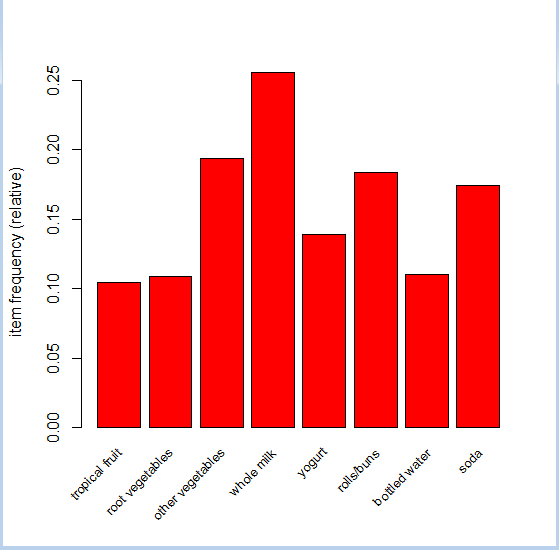 item frequency (relative)
0.25
0.20
0.15
0.10
0.05
0.00
tropical fruit
root vegetables
other vegetables
whole milk
yogurt
rolls/buns
bottled water
soda